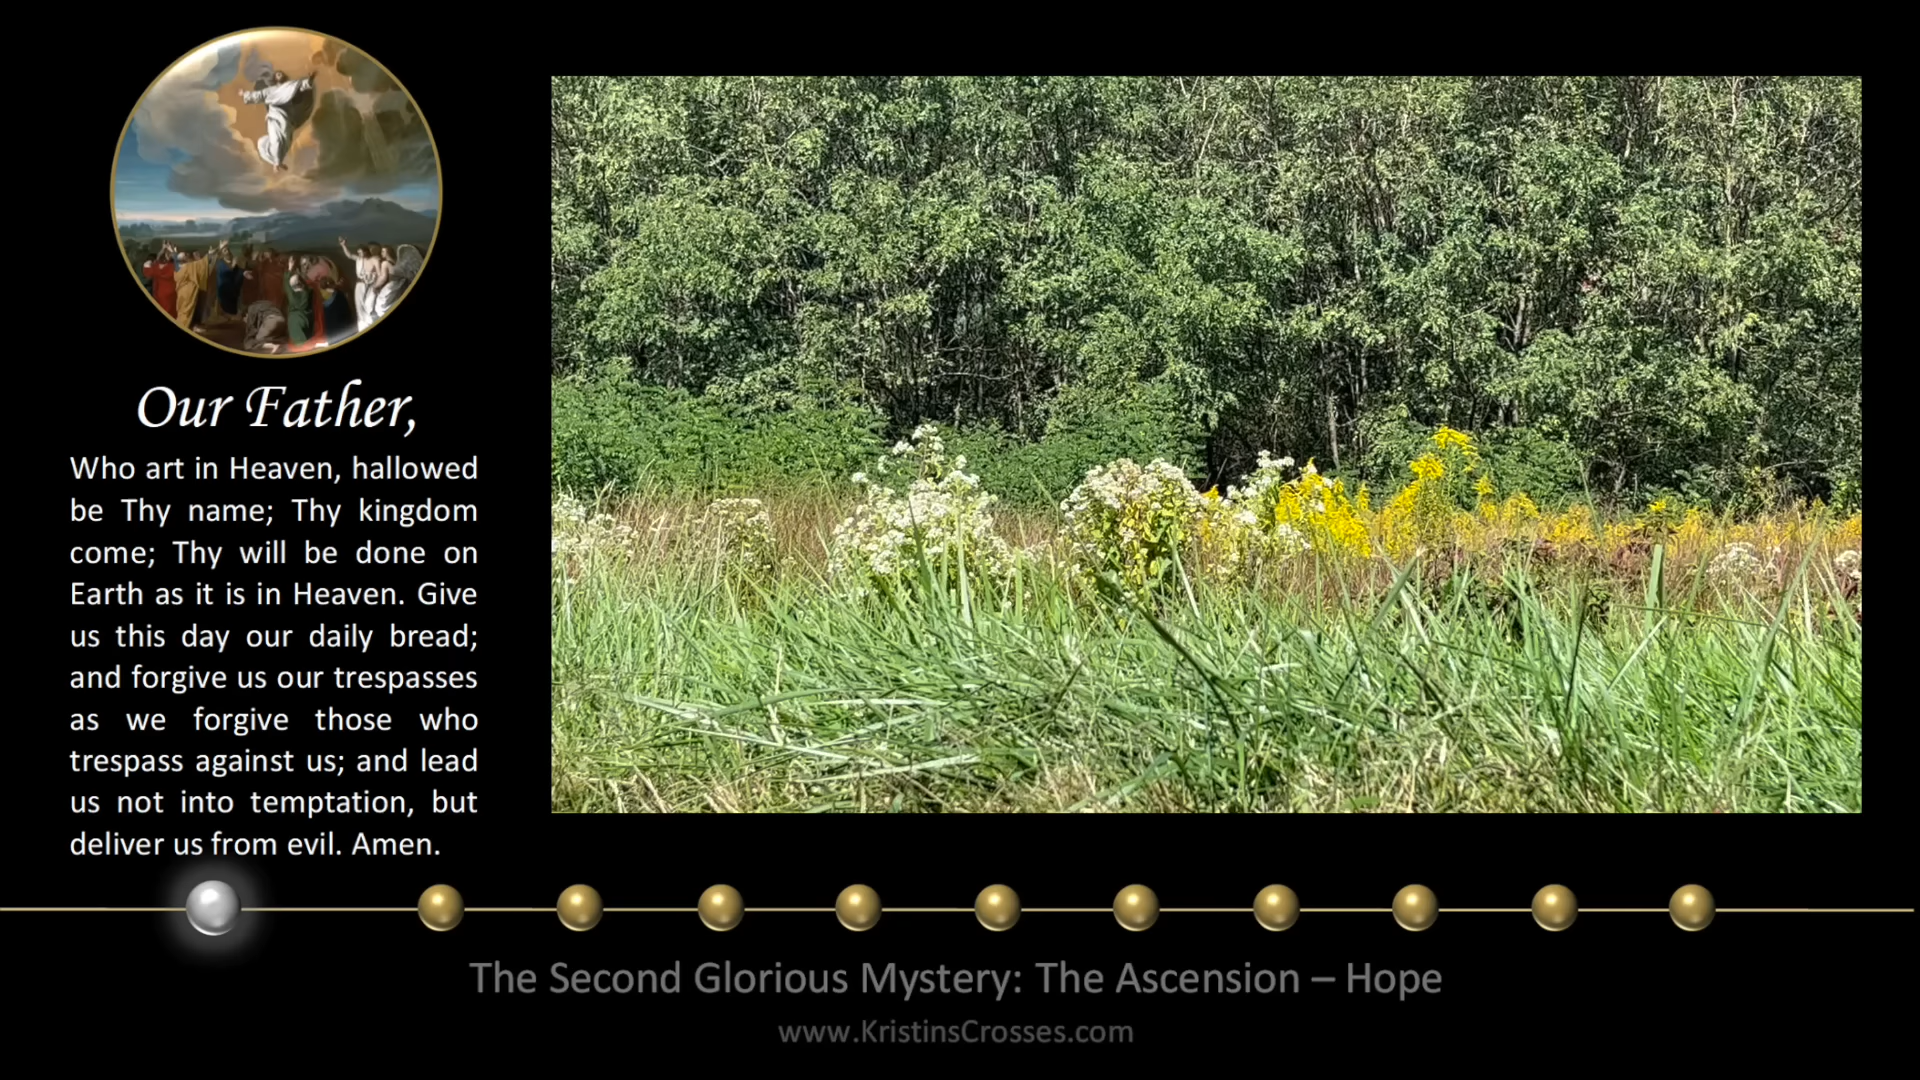 Our Father,
Who art in Heaven, hallowed
be Thy name; Thy kingdom
come; Thy will be done on
Earth as it is in Heaven. Give
us this day our daily bread;
and forgive us our trespasses
as we forgive those who
trespass against us; and lead
us not into temptation, but
deliver us from evil. Amen.
The Second Glorious Mystery: The Ascension – Hope
www.KristinsCrosses.com